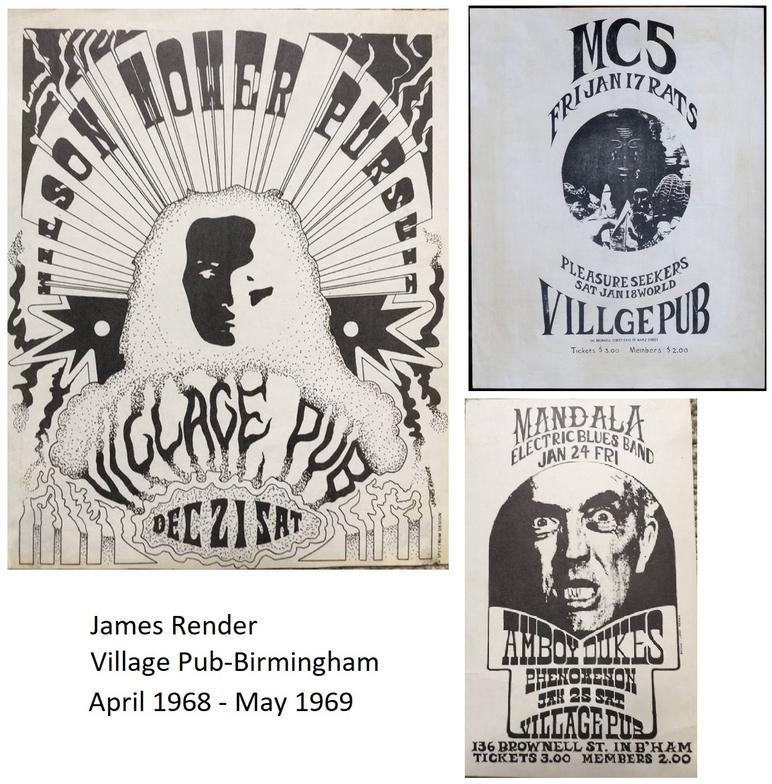 WILSON MOWER PURSUIT
VILLAGE PUB
DEC 21 SAT
SPECTRUM DESIGN
MC5
FRI JAN 17 RATS
PLEASURE SEEKERS
SAT JAN 18 WORLD
VILLGE PUB
Tickets $3.00 Members $2.00
MANDALA
ELECTRIC BLUES BAND
JAN 24 FRI
AMBOY DUKES
PHENOMENON
JAN 25 SAT
VILLAGE PUB
136 BROWNELL ST. IN B'HAM
TICKETS 3.00 MEMBERS 2.00
James Render
Village Pub-Birmingham
April 1968 - May 1969